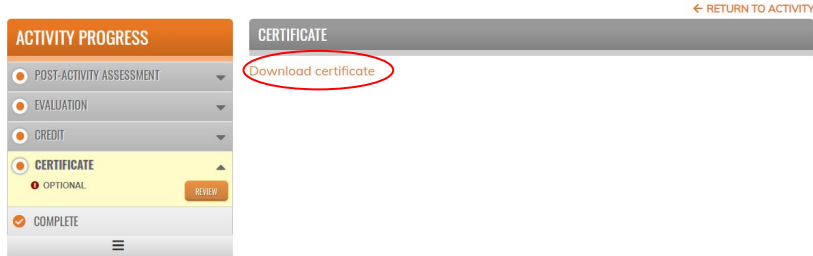 ← RETURN TO ACTIVITY
ACTIVITY PROGRESS
POST-ACTIVITY ASSESSMENT
EVALUATION
CREDIT
CERTIFICATE
OPTIONAL
REVIEW
COMPLETE
CERTIFICATE
Download certificate